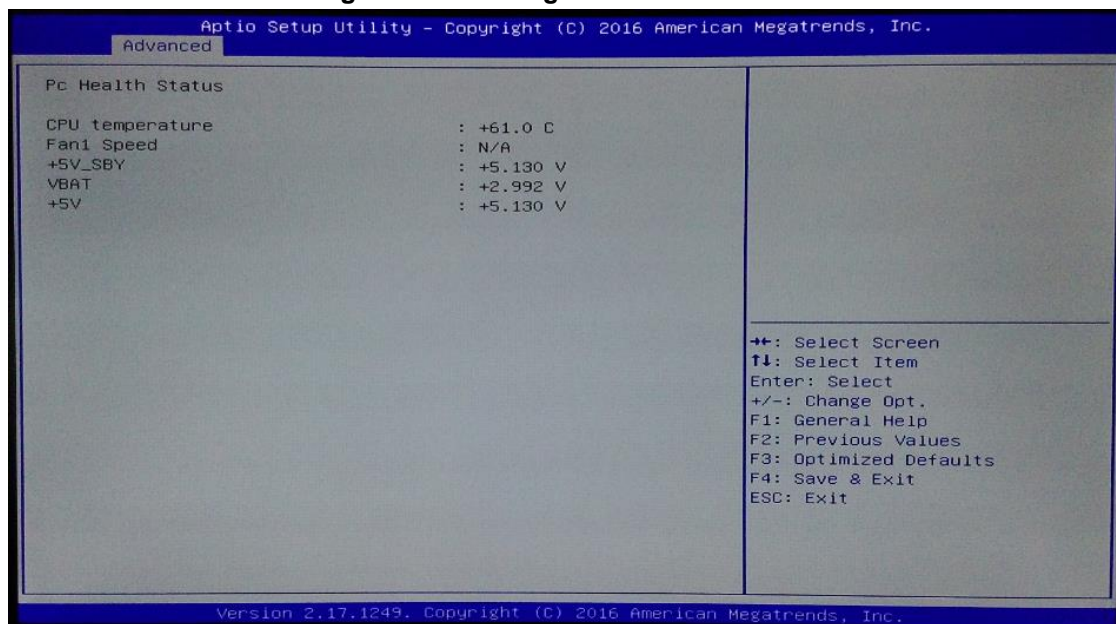 Aptio Setup Utility – Copyright (C) 2016 American Megatrends, Inc.
Advanced
Pc Health Status
CPU temperature : +61.0 C
Fan1 Speed : N/A
+5V_SBY : +5.130 V
VBAT : +2.992 V
+5V : +5.130 V
→←: Select Screen
↑↓: Select Item
Enter: Select
+/-: Change Opt.
F1: General Help
F2: Previous Values
F3: Optimized Defaults
F4: Save & Exit
ESC: Exit
Version 2.17.1249. Copyright (C) 2016 American Megatrends, Inc.